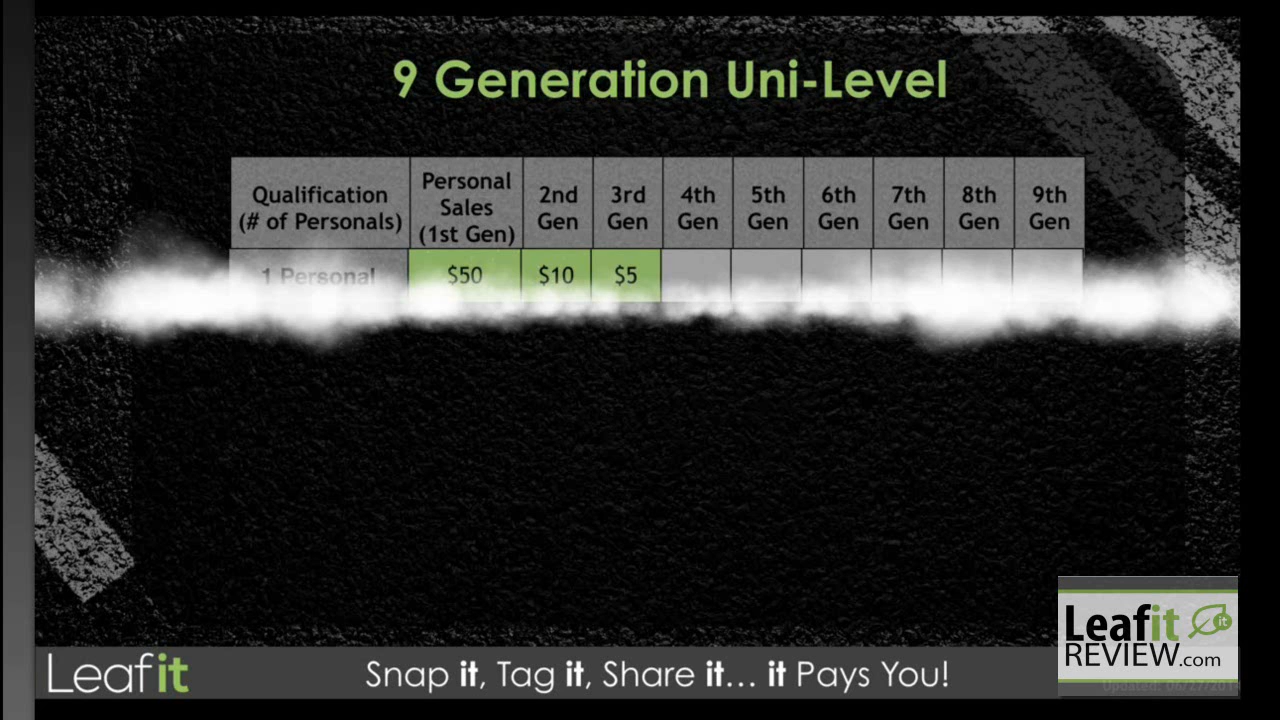 9 Generation Uni-Level
Qualification
(# of Personals)
Personal
Sales
(1st Gen)
2nd
Gen
3rd
Gen
4th
Gen
5th
Gen
6th
Gen
7th
Gen
8th
Gen
9th
Gen
1 Personal
$50
$10
$5
Leafit
REVIEW.com
it
Leafit
Snap it, Tag it, Share it... it Pays You!
Updated: